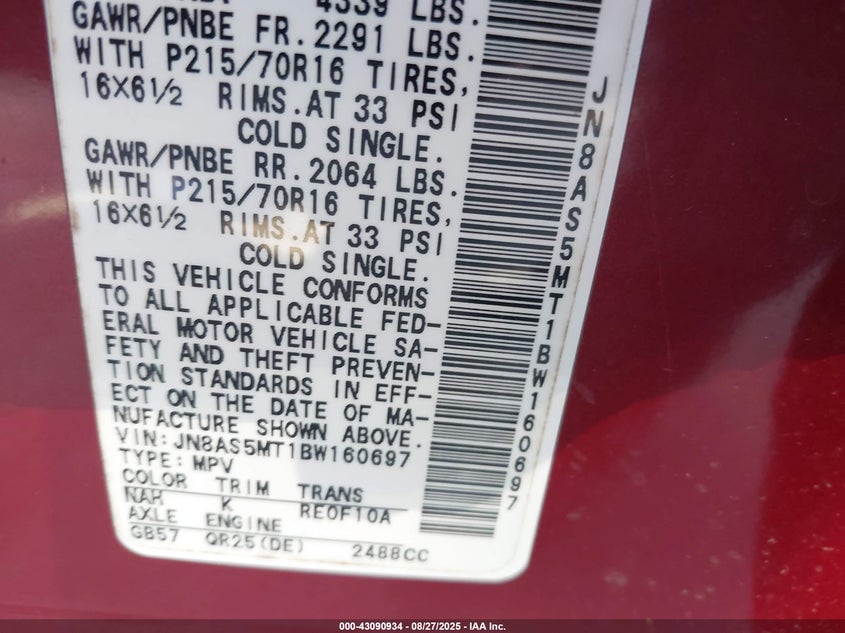 4339 LBS.
GAWR/PNBE FR.2291 LBS.
WITH P215/70R16 TIRES,
16X6½ RIMS.AT 33 PSI
COLD SINGLE.
GAWR/PNBE RR.2064 LBS.
WITH P215/70R16 TIRES,
16X6½ RIMS.AT 33 PSI
COLD SINGLE.
THIS VEHICLE CONFORMS
TO ALL APPLICABLE FED-
ERAL MOTOR VEHICLE SA-
FETY AND THEFT PREVEN-
TION STANDARDS IN EFF-
ECT ON THE DATE OF MA-
NUFACTURE SHOWN ABOVE.
VIN:JN8AS5MT1BW160697
TYPE:MPV
COLOR TRIM TRANS
NAH K RE0F10A
AXLE ENGINE
GB57 QR25(DE) 2488CC
JN8AS5MT1BW160697
000-43090934 - 08/27/2025 - IAA Inc.